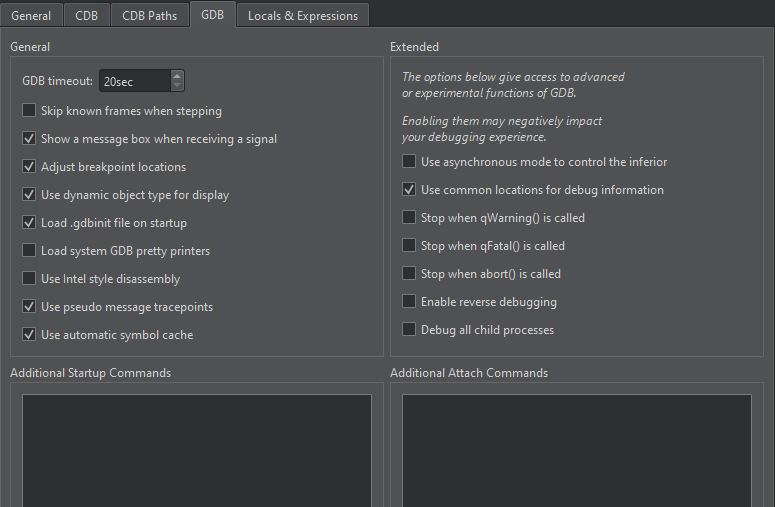 General
CDB
CDB Paths
GDB
Locals & Expressions
General
GDB timeout: 20sec
Skip known frames when stepping
Show a message box when receiving a signal
Adjust breakpoint locations
Use dynamic object type for display
Load .gdbinit file on startup
Load system GDB pretty printers
Use Intel style disassembly
Use pseudo message tracepoints
Use automatic symbol cache
Extended
The options below give access to advanced
or experimental functions of GDB.
Enabling them may negatively impact
your debugging experience.
Use asynchronous mode to control the inferior
Use common locations for debug information
Stop when qWarning() is called
Stop when qFatal() is called
Stop when abort() is called
Enable reverse debugging
Debug all child processes
Additional Startup Commands
Additional Attach Commands